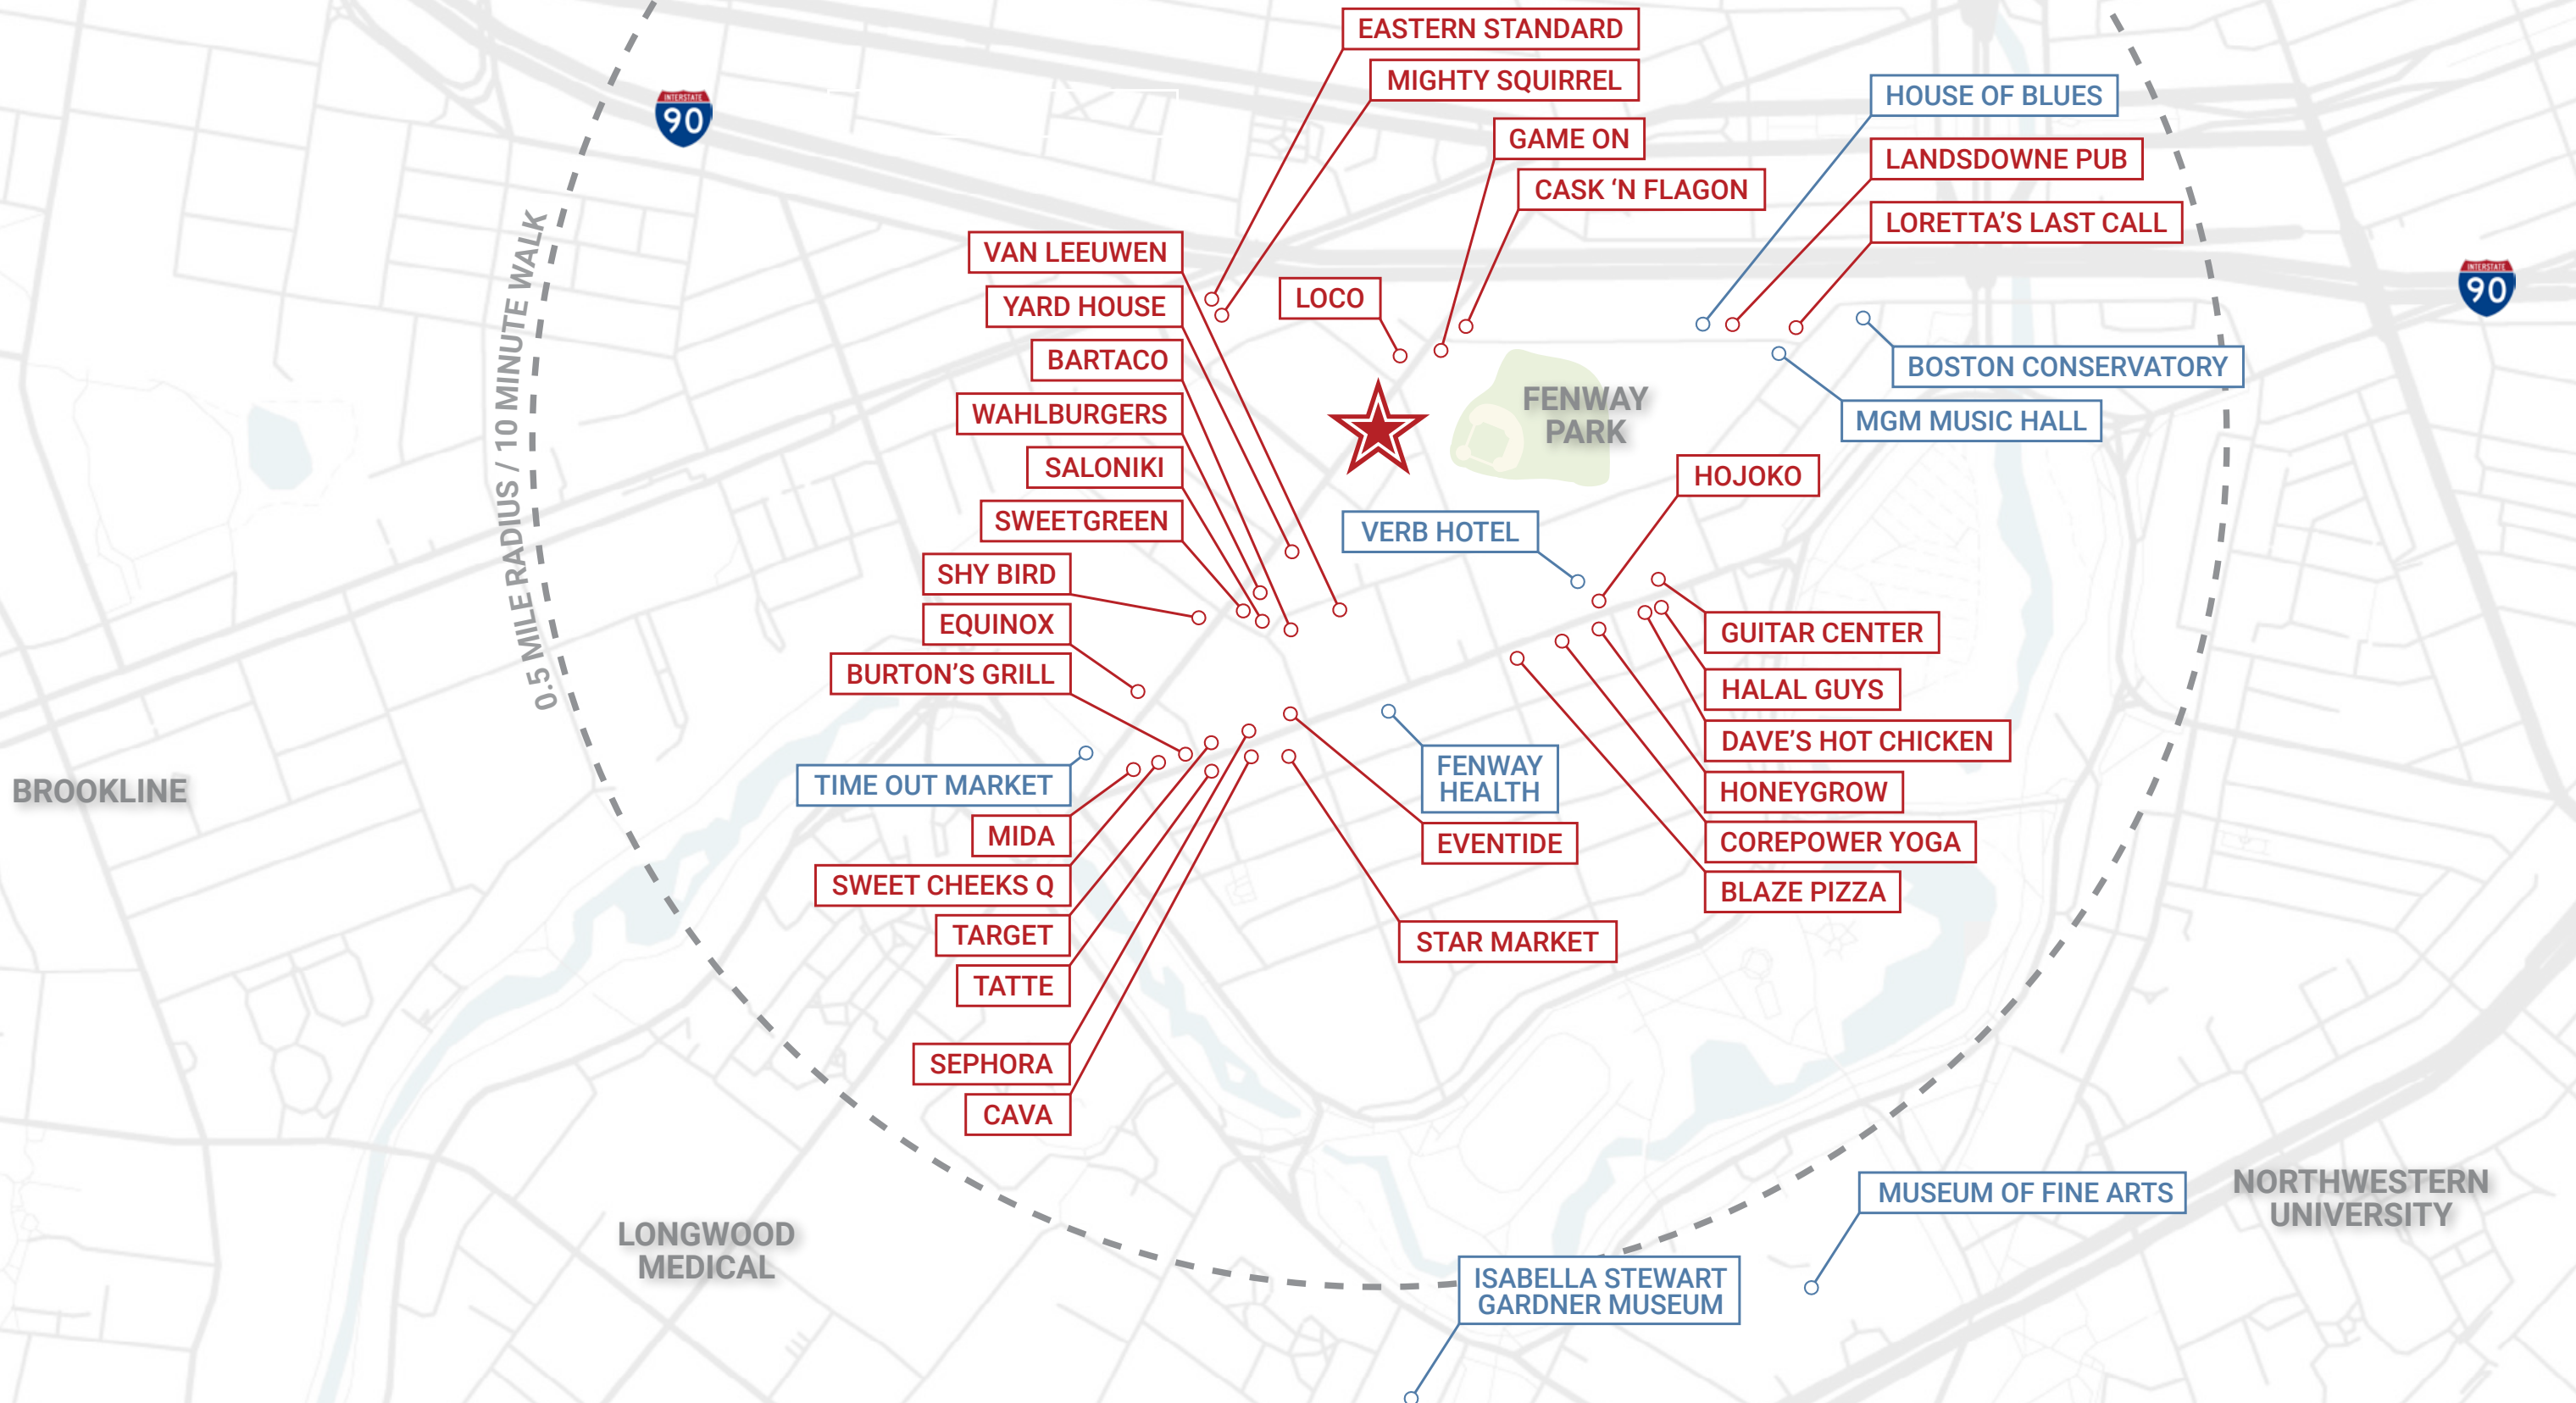 EASTERN STANDARD
MIGHTY SQUIRREL
GAME ON
CASK ‘N FLAGON
HOUSE OF BLUES
LANDSDOWNE PUB
LORETTA’S LAST CALL
INTERSTATE
90
INTERSTATE
90
VAN LEEUWEN
YARD HOUSE
BARTACO
WAHLBURGERS
SALONIKI
SWEETGREEN
SHY BIRD
EQUINOX
BURTON’S GRILL
LOCO
FENWAY
PARK
BOSTON CONSERVATORY
MGM MUSIC HALL
HOJOKO
VERB HOTEL
0.5 MILE RADIUS / 10 MINUTE WALK
GUITAR CENTER
HALAL GUYS
DAVE’S HOT CHICKEN
HONEYGROW
COREPOWER YOGA
BLAZE PIZZA
BROOKLINE
TIME OUT MARKET
MIDA
SWEET CHEEKS Q
TARGET
TATTE
SEPHORA
CAVA
FENWAY
HEALTH
EVENTIDE
STAR MARKET
LONGWOOD
MEDICAL
MUSEUM OF FINE ARTS
NORTHWESTERN
UNIVERSITY
ISABELLA STEWART
GARDNER MUSEUM